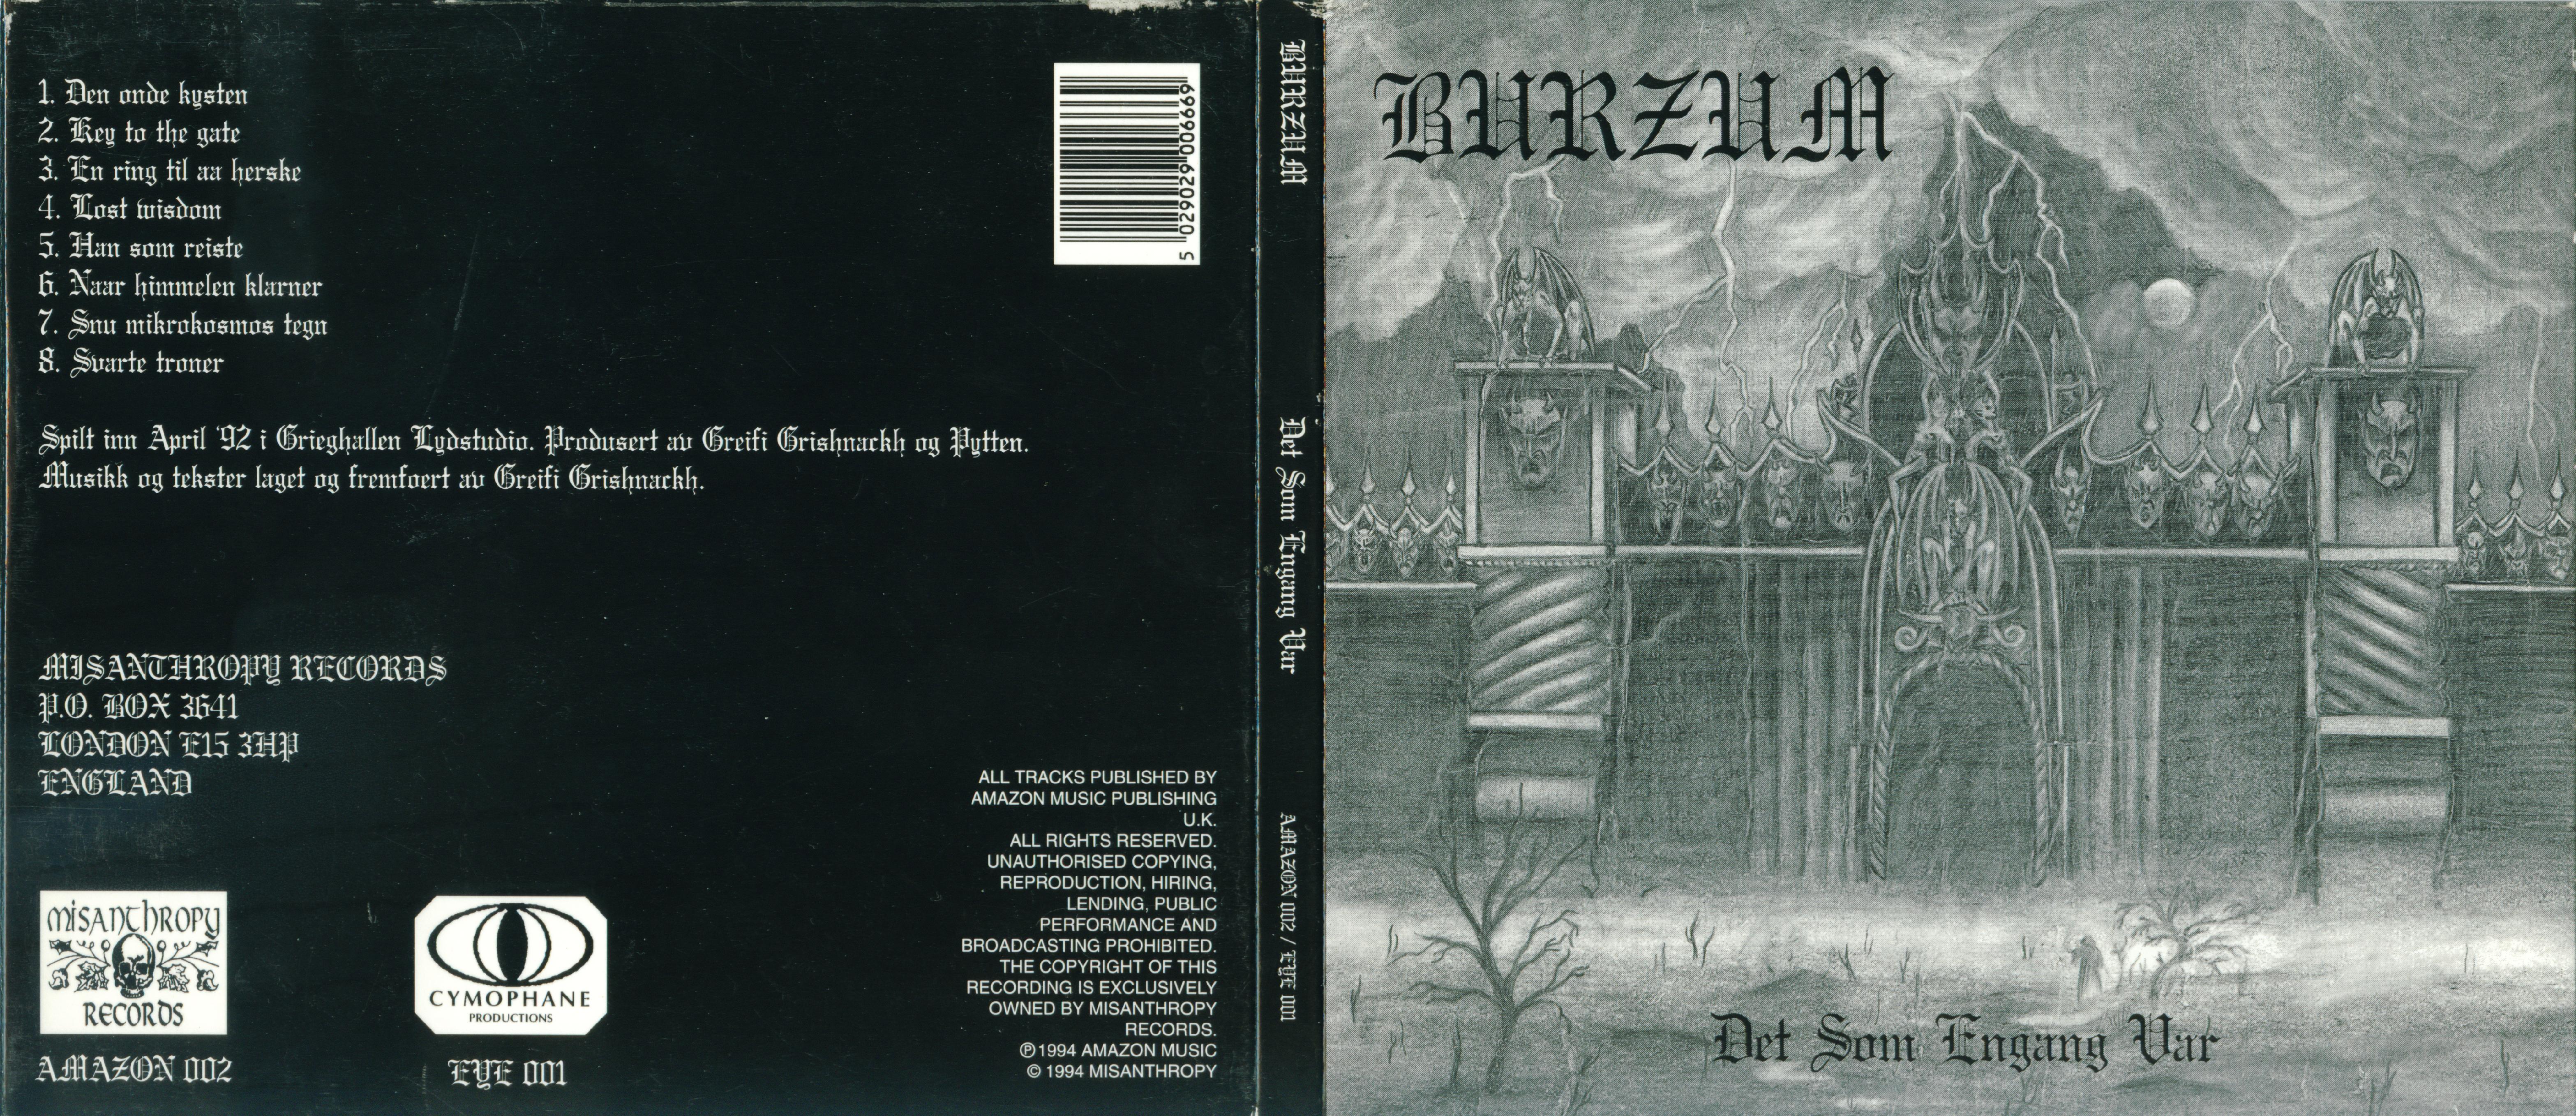 1. Den onde kysten
2. Key to the gate
3. En ring til aa herske
4. Lost wisdom
5. Han som reiste
6. Naar himmelen klarner
7. Snu mikrokosmos tegn
8. Svarte troner
Spilt inn April '92 i Grieghallen Lydstudio. Produsert av Greifi Grishnackh og Pytten.
Musikk og tekster laget og fremfoert av Greifi Grishnackh.
MISANTHROPY RECORDS
P.O. BOX 3641
LONDON E15 3HP
ENGLAND
misanthropy
RECORDS
AMAZON 002
CYMOPHANE
PRODUCTIONS
EYE 001
5 029029 006669
ALL TRACKS PUBLISHED BY
AMAZON MUSIC PUBLISHING
U.K.
ALL RIGHTS RESERVED.
UNAUTHORISED COPYING,
REPRODUCTION, HIRING,
LENDING, PUBLIC
PERFORMANCE AND
BROADCASTING PROHIBITED.
THE COPYRIGHT OF THIS
RECORDING IS EXCLUSIVELY
OWNED BY MISANTHROPY
RECORDS.
℗ 1994 AMAZON MUSIC
© 1994 MISANTHROPY
BURZUM
Det Som Engang Var
AMAZON 002 / EYE 001
BURZUM
Det Som Engang Var